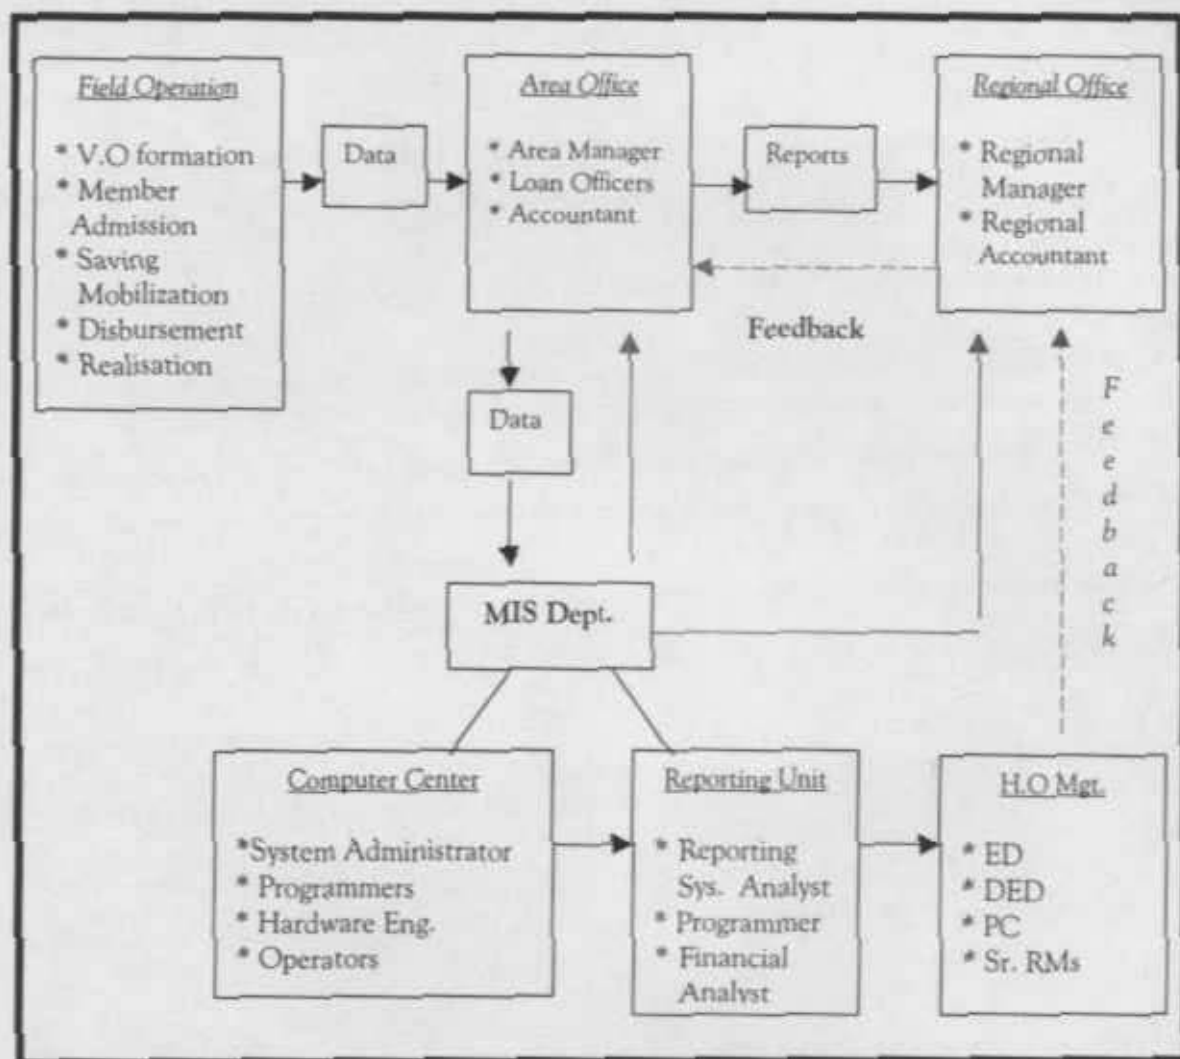 Field Operation
* V.O formation
* Member
Admission
* Saving
Mobilization
* Disbursement
* Realisation
Data
Area Office
* Area Manager
* Loan Officers
* Accountant
Reports
Regional Office
* Regional
Manager
* Regional
Accountant
Feedback
Data
Feedback
MIS Dept.
Computer Center
*System Administrator
* Programmers
* Hardware Eng.
* Operators
Reporting Unit
* Reporting
Sys. Analyst
* Programmer
* Financial
Analyst
H.O Mgt.
* ED
* DED
* PC
* Sr. RMs